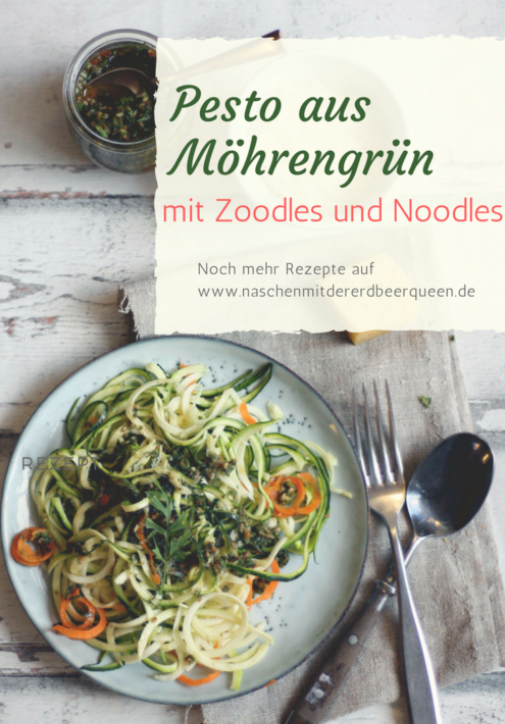 Pesto aus
Möhrengrün
mit Zoodles und Noodles
Noch mehr Rezepte auf
www.naschenmitdererdbeerqueen.de